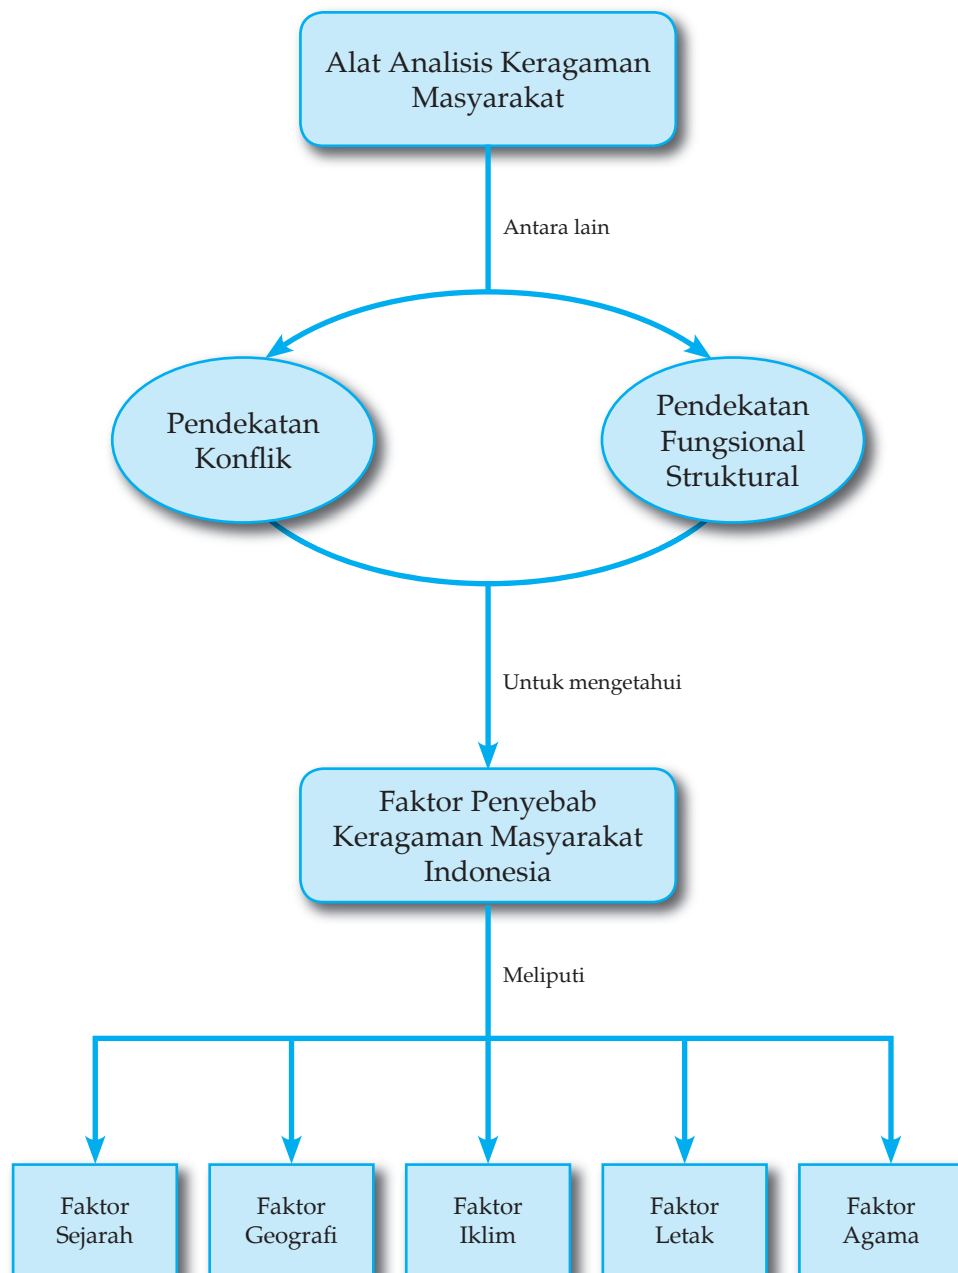 Alat Analisis Keragaman
Masyarakat
Antara lain
Pendekatan
Konflik
Pendekatan
Fungsional
Struktural
Untuk mengetahui
Faktor Penyebab
Keragaman Masyarakat
Indonesia
Meliputi
Faktor
Sejarah
Faktor
Geografi
Faktor
Iklim
Faktor
Letak
Faktor
Agama